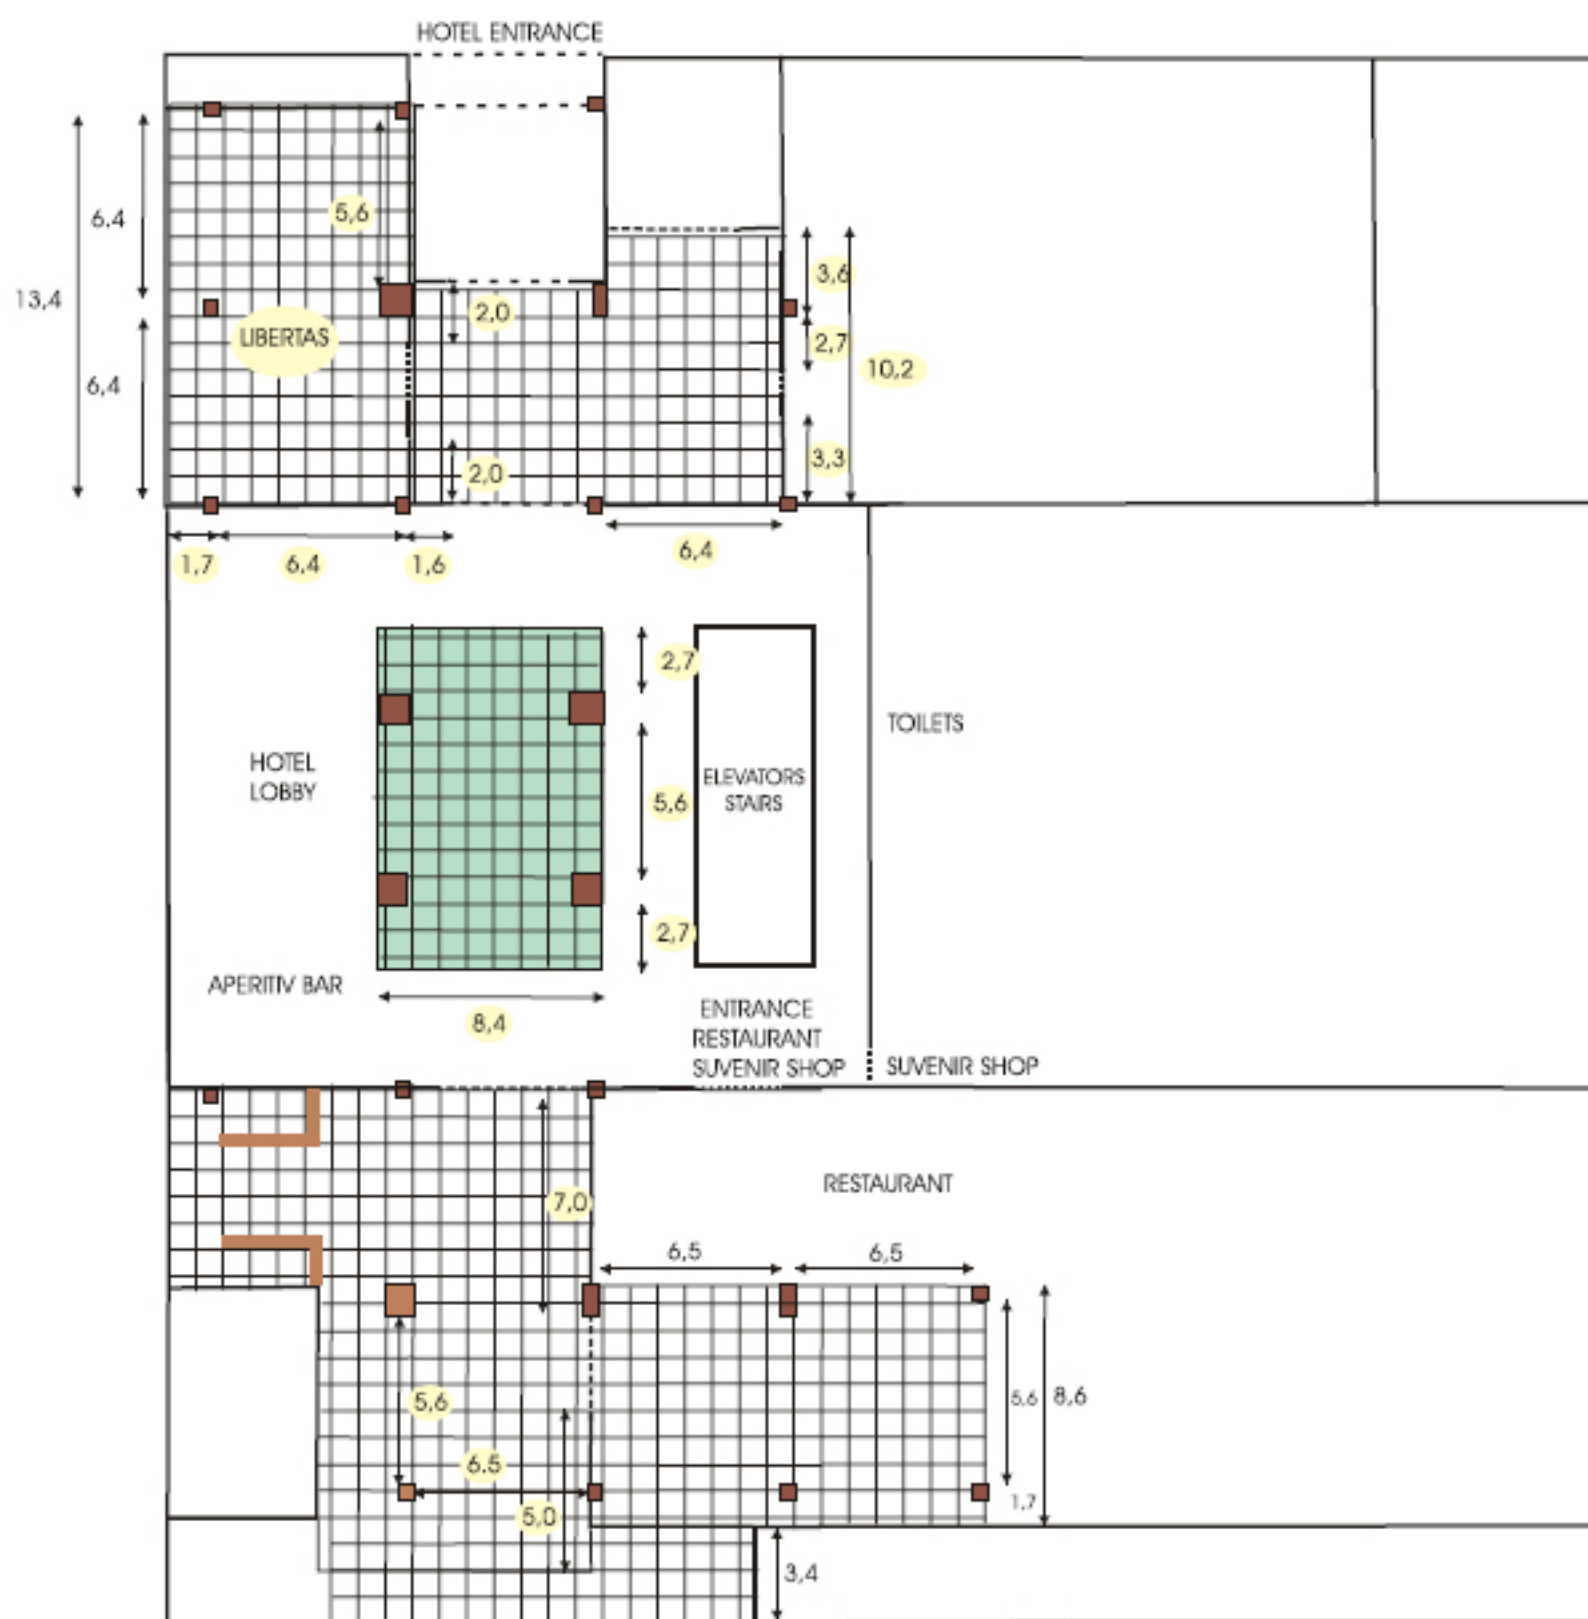 HOTEL ENTRANCE
6.4
5,6
13,4
LIBERTAS
2,0
3,6
2,7
10,2
6,4
2,0
3,3
1,7
6,4
1,6
6,4
2,7
TOILETS
HOTEL
LOBBY
ELEVATORS
STAIRS
5,6
2,7
APERITIV BAR
8,4
ENTRANCE
RESTAURANT
SUVENIR SHOP
SUVENIR SHOP
7,0
RESTAURANT
6,5
6,5
5,6
5,6
8,6
6.5
5,0
1,7
3,4